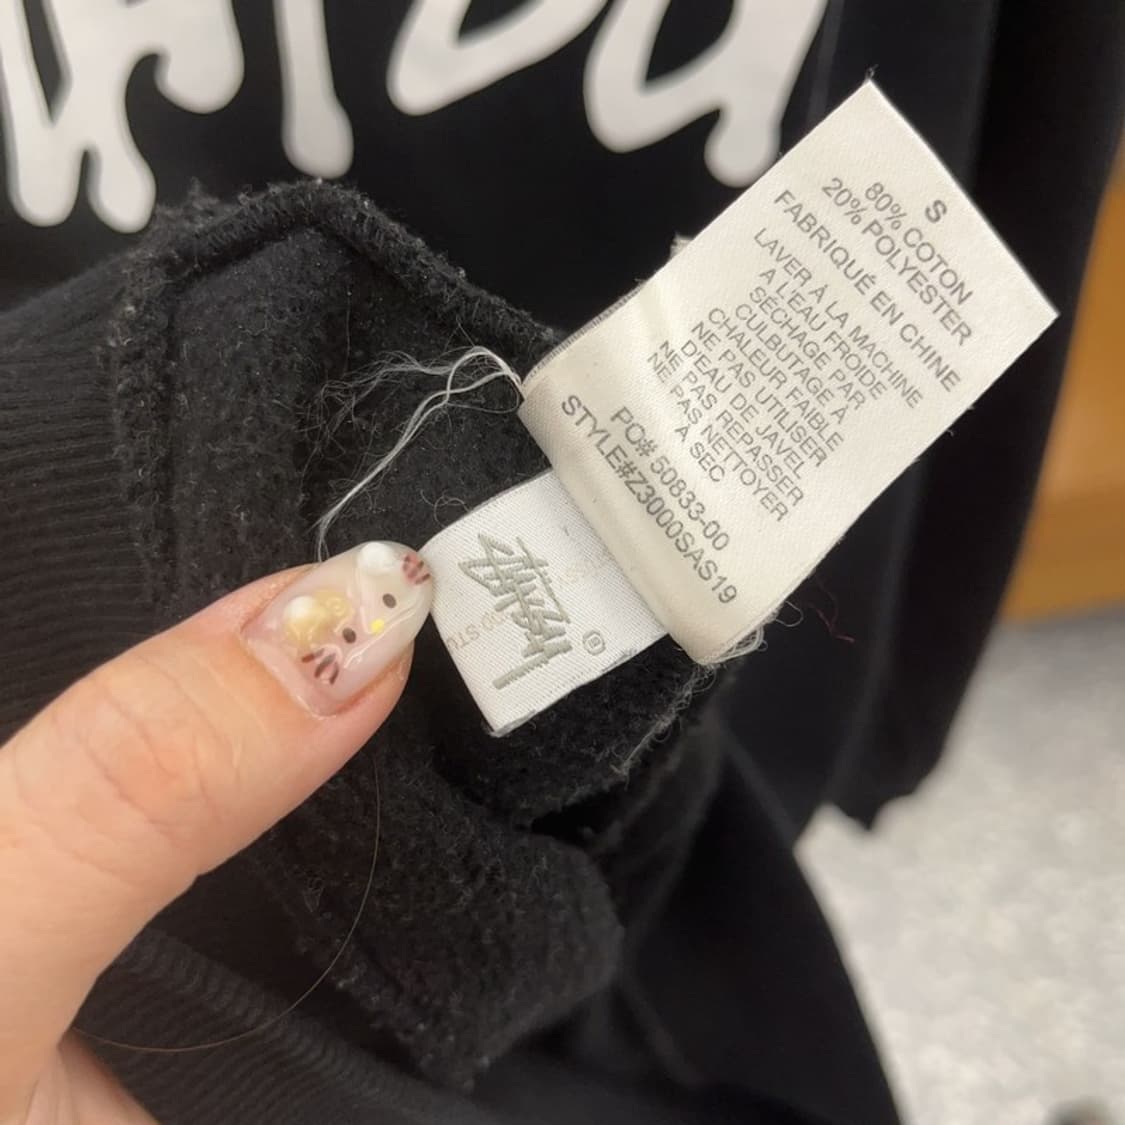 S
80% COTON
20% POLYESTER
FABRIQUÉ EN CHINE
LAVER À LA MACHINE
A L'EAU FROIDE
SÉCHAGE PAR
CULBUTAGE À
CHALEUR FAIBLE
NE PAS UTILISER
D'EAU DE JAVEL
NE PAS REPASSER
NE PAS NETTOYER
A SEC
PO# 50833-00
STYLE#Z3000SAS19
STÜSSY
®